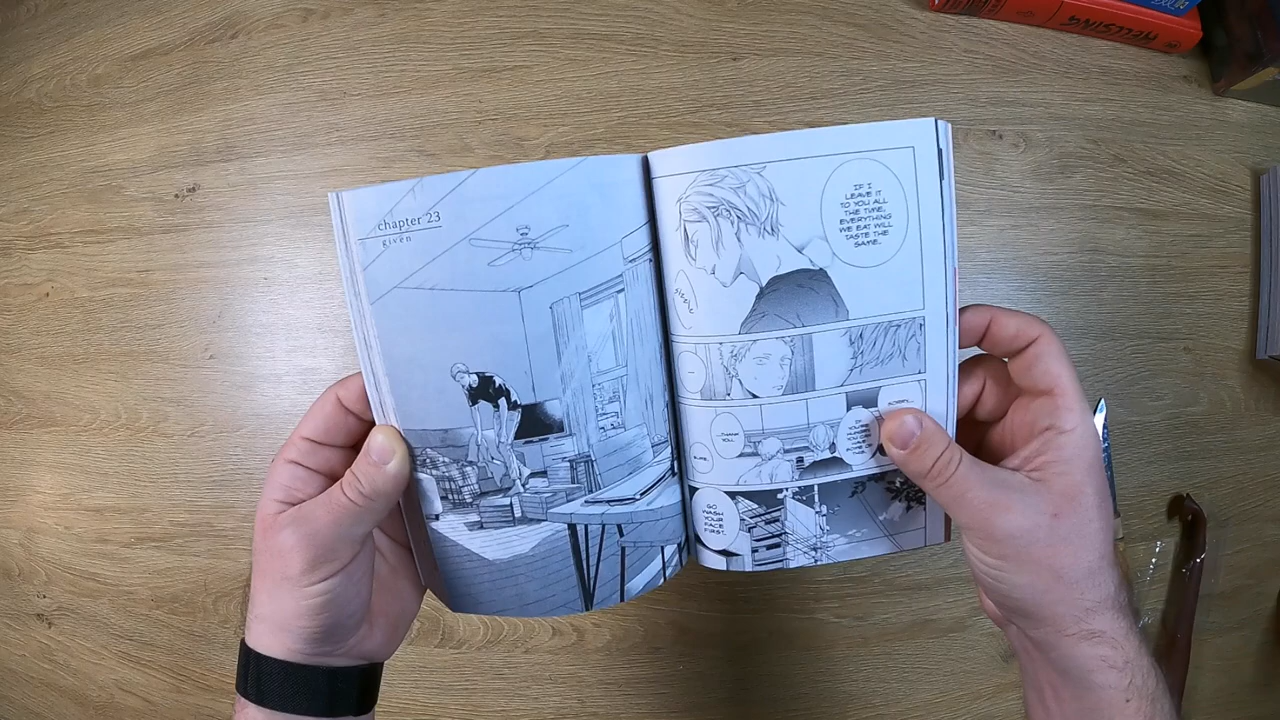 HELLSING
chapter 23
given
IF I
LEAVE IT
TO YOU ALL
THE TIME,
EVERYTHING
WE EAT WILL
TASTE THE
SAME.
sizzle
...THANK
YOU.
SURE.
GO
WASH
YOUR
FACE
FIRST.